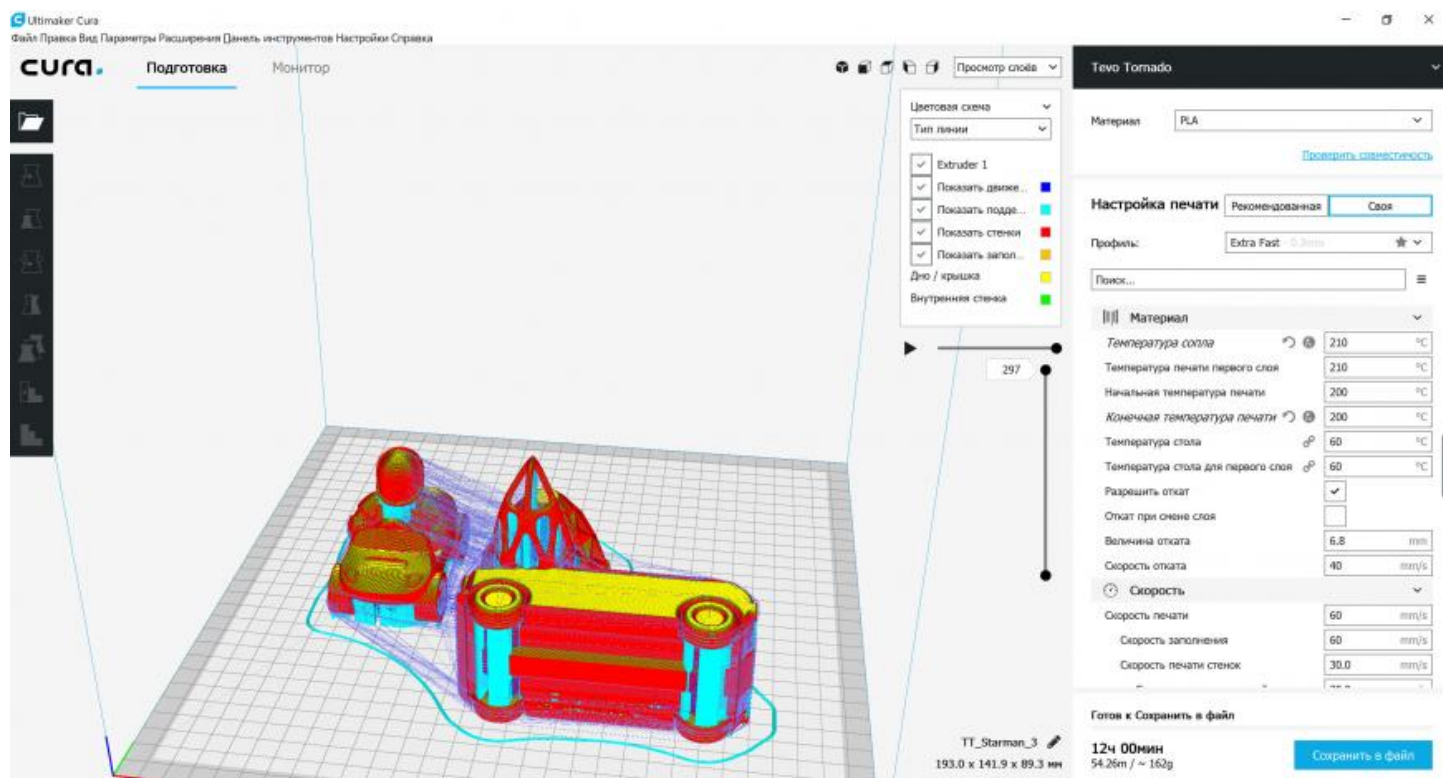 Ultimaker Cura
Файл Правка Вид Параметры Расширения Панель инструментов Настройки Справка
cura.
Подготовка
Монитор
Просмотр слоёв
Tevo Tornado
Цветовая схема
Тип линии
Extruder 1
Показать движе...
Показать подде...
Показать стенки
Показать запол...
Дно / крышка
Внутренняя стенка
297
Материал PLA
Проверить совместимость
Настройка печати Рекомендованная Своя
Профиль: Extra Fast - 0.3mm
Поиск...
Материал
Температура сопла 210 °C
Температура печати первого слоя 210 °C
Начальная температура печати 200 °C
Конечная температура печати 200 °C
Температура стола 60 °C
Температура стола для первого слоя 60 °C
Разрешить откат
Откат при смене слоя
Величина отката 6.8 mm
Скорость отката 40 mm/s
Скорость
Скорость печати 60 mm/s
Скорость заполнения 60 mm/s
Скорость печати стенок 30.0 mm/s
Готов к Сохранить в файл
TT_Starman_3
193.0 x 141.9 x 89.3 мм
12ч 00мин
54.26m / ~ 162g
Сохранить в файл